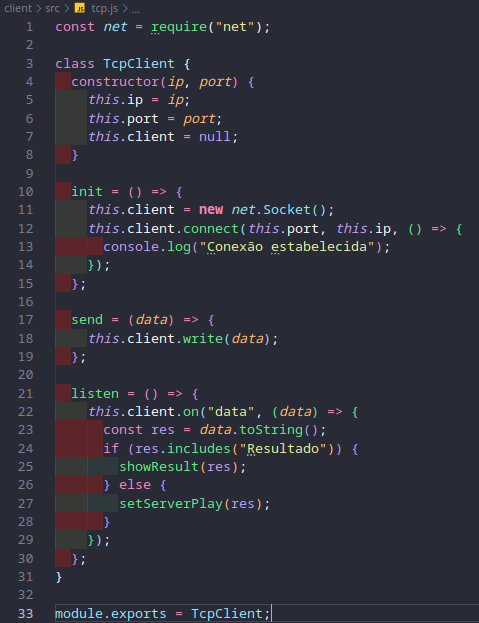 client > src > JS tcp.js > ...
1 const net = require("net");
2
3 class TcpClient {
4   constructor(ip, port) {
5     this.ip = ip;
6     this.port = port;
7     this.client = null;
8   }
9
10   init = () => {
11     this.client = new net.Socket();
12     this.client.connect(this.port, this.ip, () => {
13       console.log("Conexão estabelecida");
14     });
15   };
16
17   send = (data) => {
18     this.client.write(data);
19   };
20
21   listen = () => {
22     this.client.on("data", (data) => {
23       const res = data.toString();
24       if (res.includes("Resultado")) {
25         showResult(res);
26       } else {
27         setServerPlay(res);
28       }
29     });
30   };
31 }
32
33 module.exports = TcpClient;